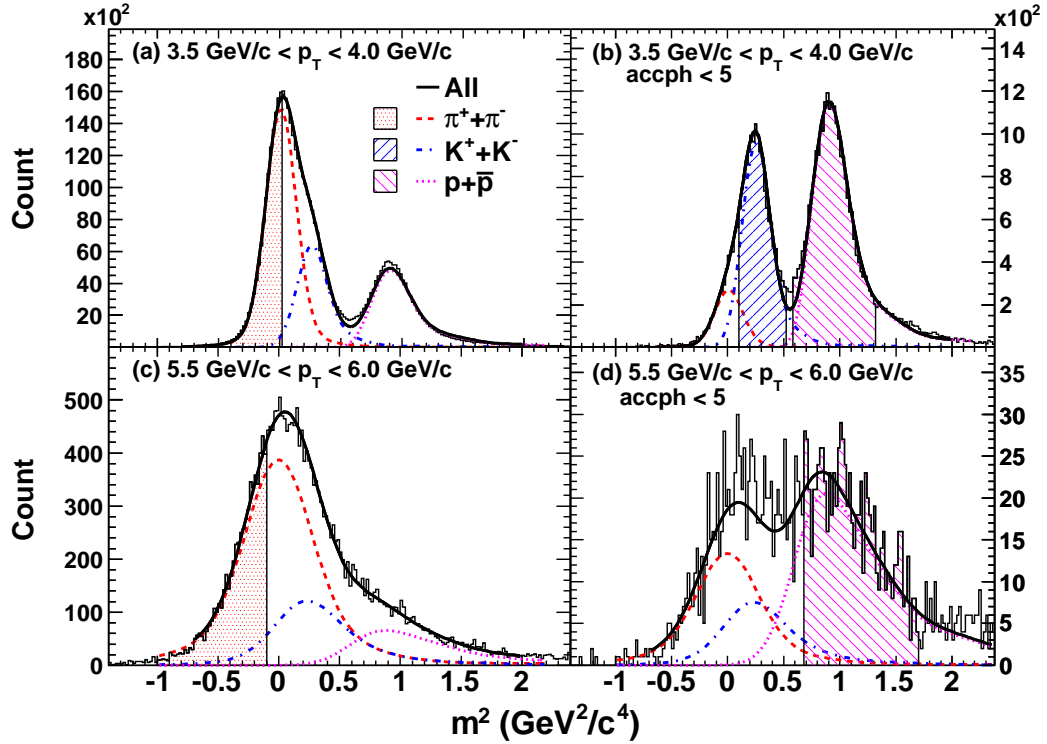 x10²
x10²
(a) 3.5 GeV/c < p_T < 4.0 GeV/c
(b) 3.5 GeV/c < p_T < 4.0 GeV/c
accph < 5
All
π⁺+π⁻
K⁺+K⁻
p+p̄
Count
180
160
140
120
100
80
60
40
20
14
12
10
8
6
4
2
(c) 5.5 GeV/c < p_T < 6.0 GeV/c
(d) 5.5 GeV/c < p_T < 6.0 GeV/c
accph < 5
Count
500
400
300
200
100
0
35
30
25
20
15
10
5
0
-1 -0.5 0 0.5 1 1.5 2
-1 -0.5 0 0.5 1 1.5 2
m² (GeV²/c⁴)